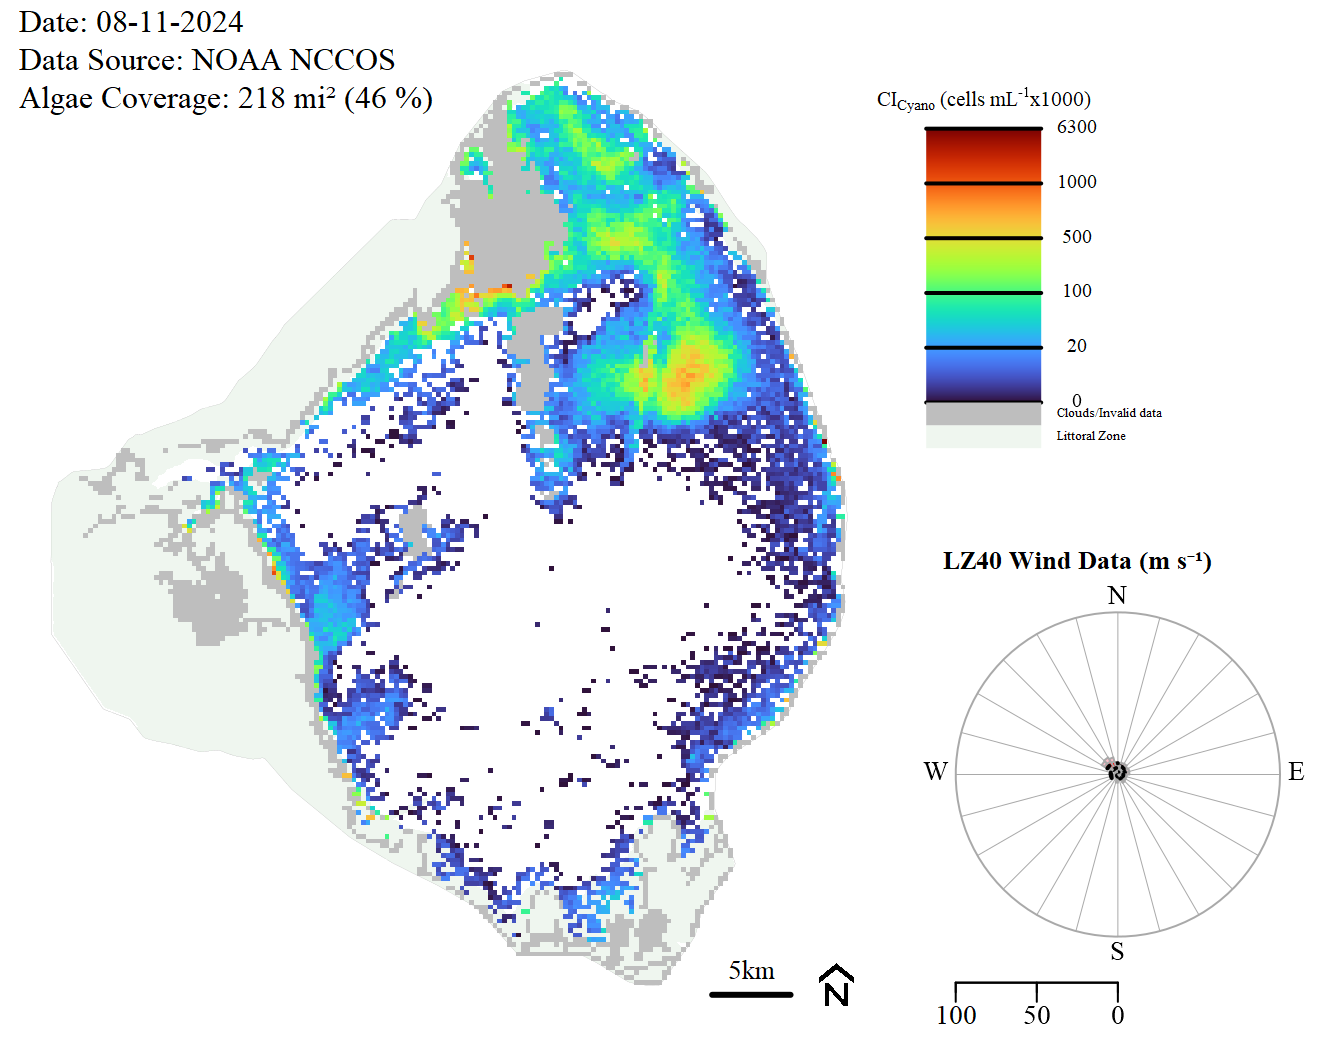 Date: 08-11-2024
Data Source: NOAA NCCOS
Algae Coverage: 218 mi² (46 %)
CICyano (cells mL⁻¹x1000)
6300
1000
500
100
20
0
Clouds/Invalid data
Littoral Zone
LZ40 Wind Data (m s⁻¹)
N
W
E
S
5km
N
100 50 0